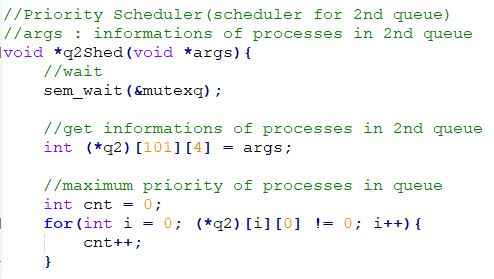 //Priority Scheduler(scheduler for 2nd queue)
//args : informations of processes in 2nd queue
void *q2Shed(void *args){
//wait
sem_wait(&mutexq);
//get informations of processes in 2nd queue
int (*q2)[101][4] = args;
//maximum priority of processes in queue
int cnt = 0;
for(int i = 0; (*q2)[i][0] != 0; i++){
cnt++;
}